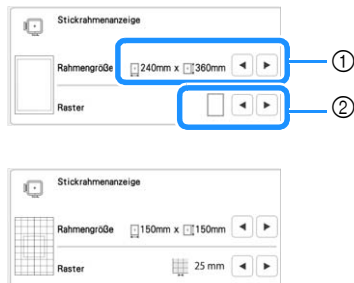 Stickrahmenanzeige
Rahmengröße 240mm x 360mm ①
Raster ②
Stickrahmenanzeige
Rahmengröße 150mm x 150mm
Raster 25 mm